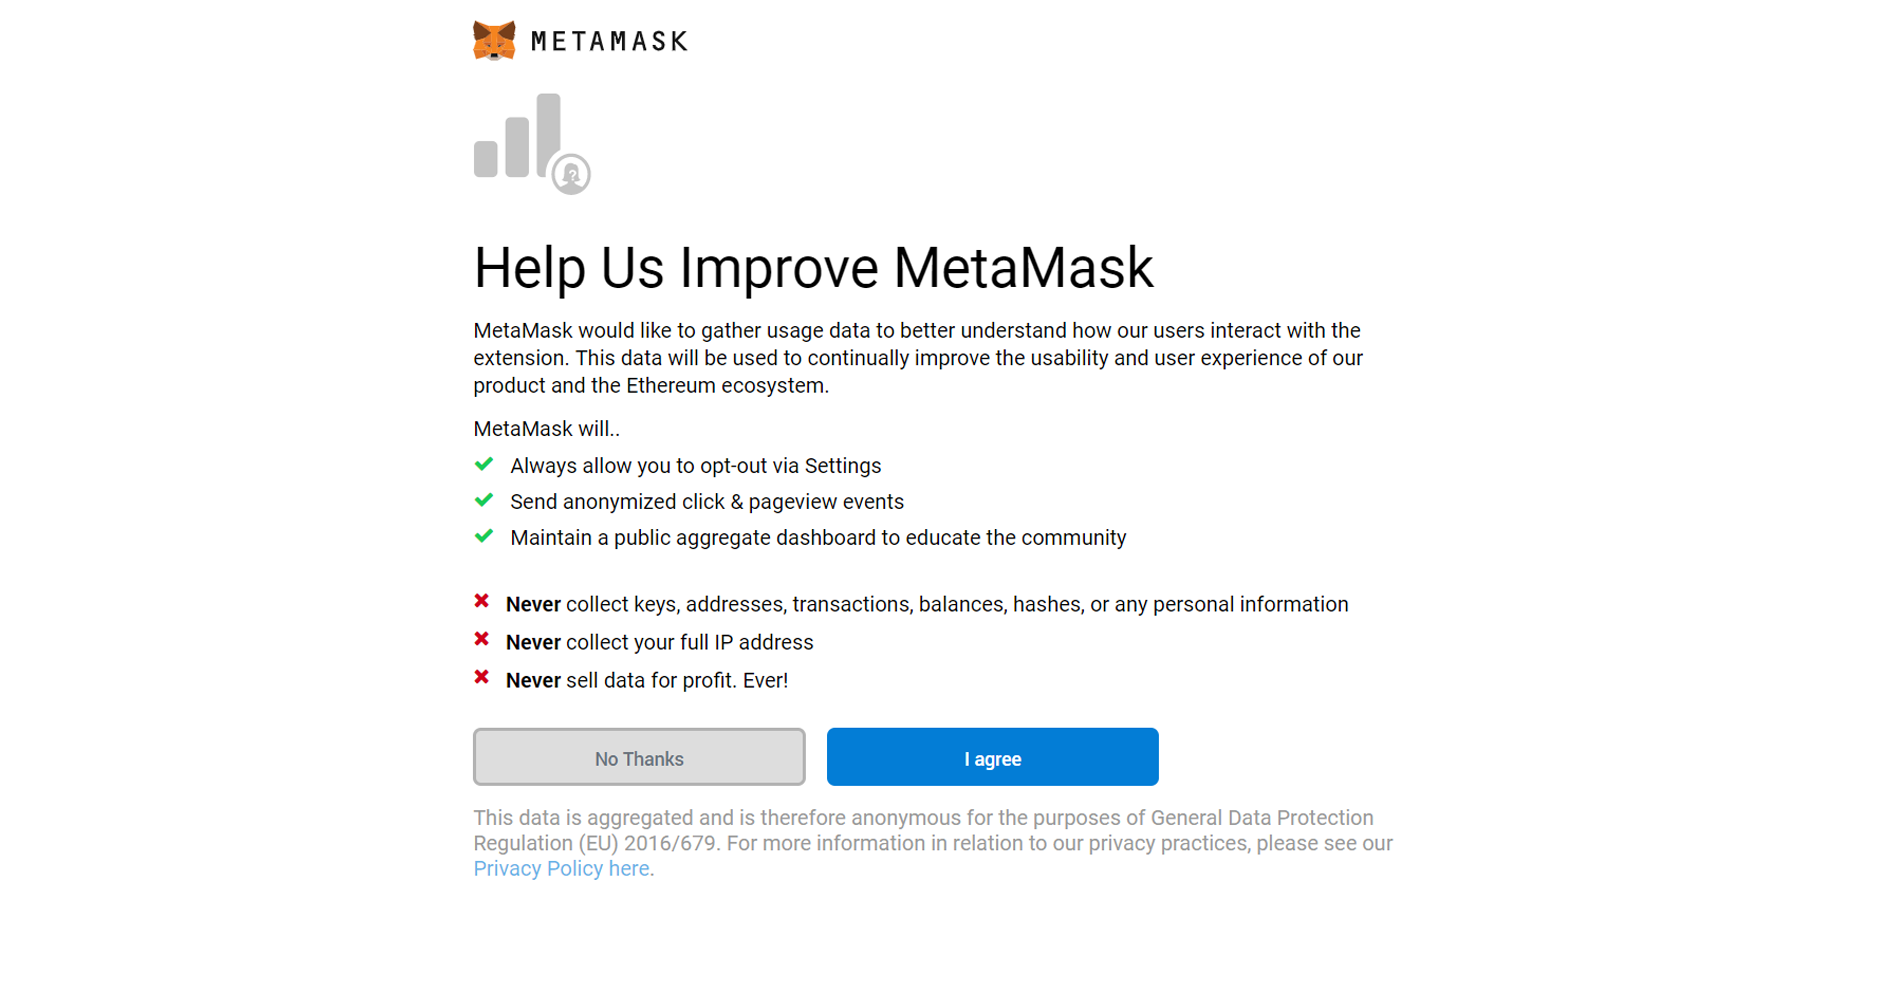 METAMASK
?
Help Us Improve MetaMask
MetaMask would like to gather usage data to better understand how our users interact with the
extension. This data will be used to continually improve the usability and user experience of our
product and the Ethereum ecosystem.
MetaMask will..
Always allow you to opt-out via Settings
Send anonymized click & pageview events
Maintain a public aggregate dashboard to educate the community
Never collect keys, addresses, transactions, balances, hashes, or any personal information
Never collect your full IP address
Never sell data for profit. Ever!
No Thanks
I agree
This data is aggregated and is therefore anonymous for the purposes of General Data Protection
Regulation (EU) 2016/679. For more information in relation to our privacy practices, please see our
Privacy Policy here.